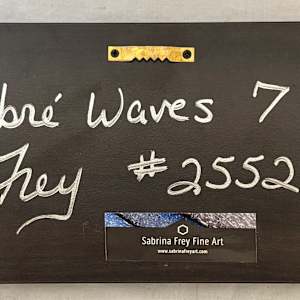 bré Waves 7
Frey #2552
Sabrina Frey Fine Art
www.sabrinafreyart.com